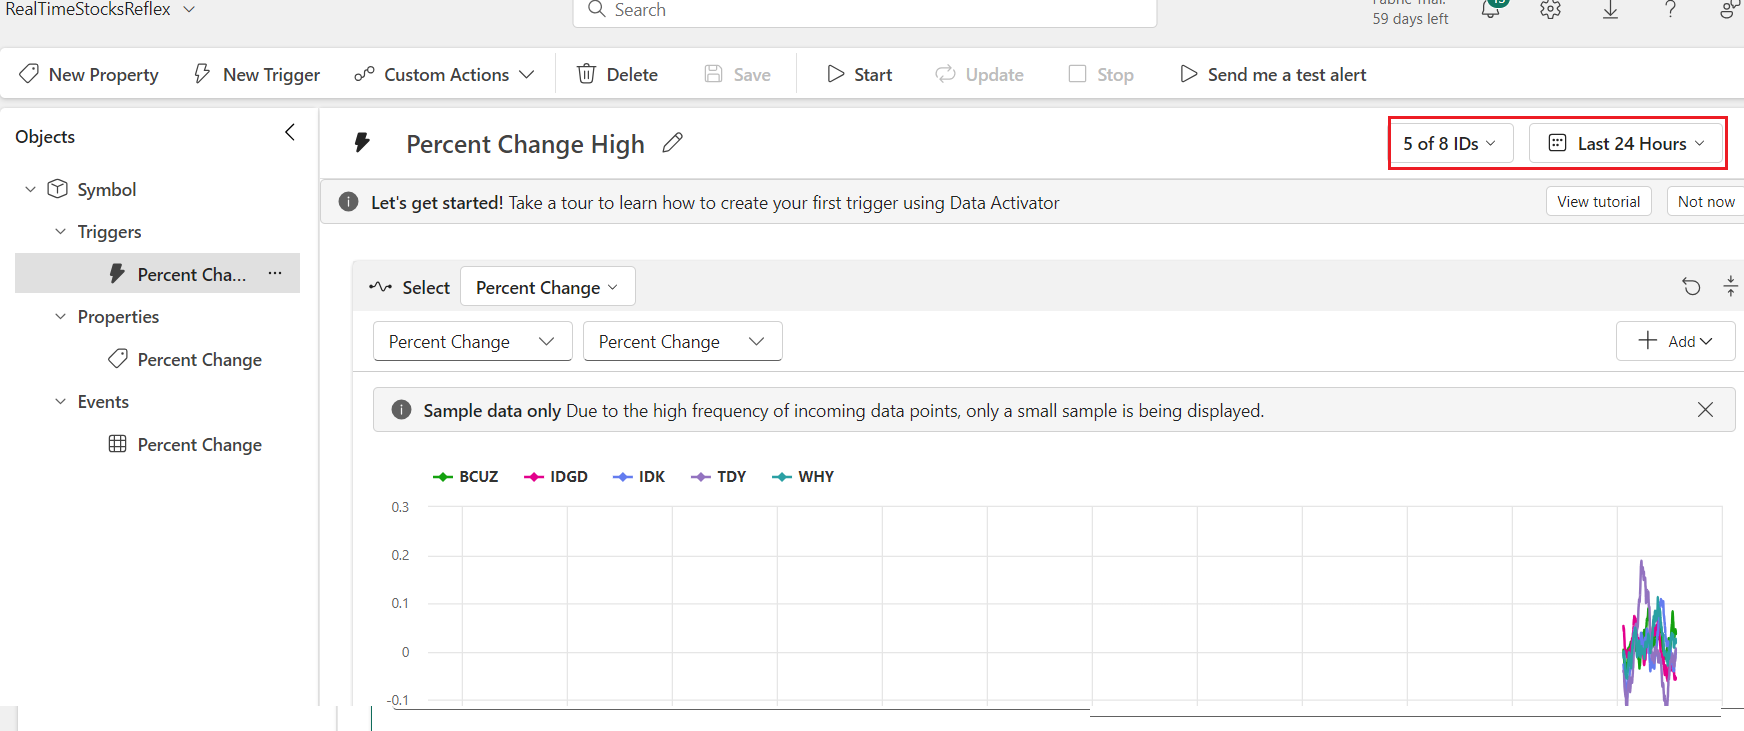 RealTimeStocksReflex
Search
Fabric Trial:
59 days left
?
New Property
New Trigger
Custom Actions
Delete
Save
Start
Update
Stop
Send me a test alert
Objects
Percent Change High
5 of 8 IDs
Last 24 Hours
Let's get started! Take a tour to learn how to create your first trigger using Data Activator
View tutorial
Not now
Symbol
Triggers
Percent Cha... ...
Properties
Percent Change
Events
Percent Change
Select
Percent Change
Percent Change
Percent Change
Add
Sample data only Due to the high frequency of incoming data points, only a small sample is being displayed.
BCUZ IDGD IDK TDY WHY
0.3
0.2
0.1
0
-0.1